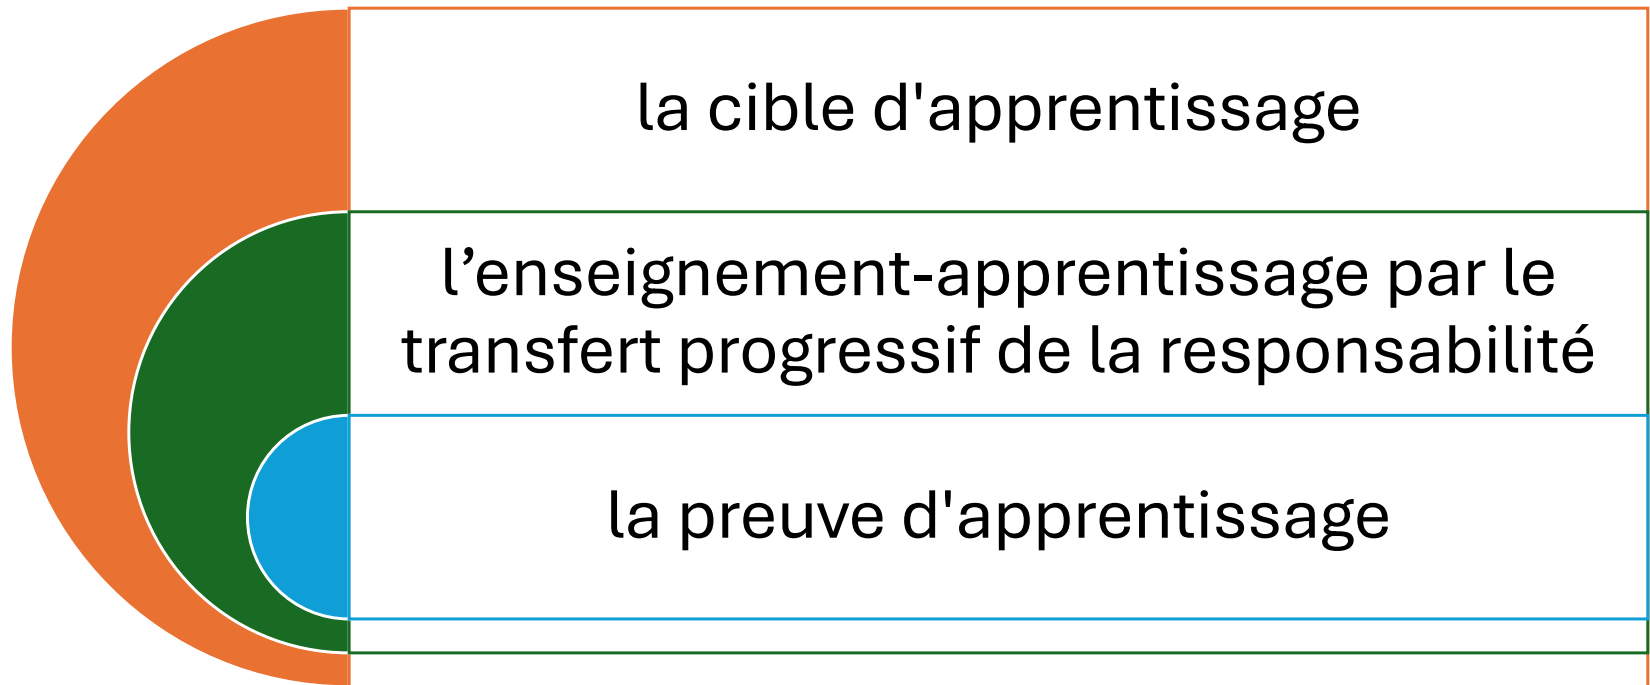 la cible d'apprentissage
l’enseignement-apprentissage par le
transfert progressif de la responsabilité
la preuve d'apprentissage